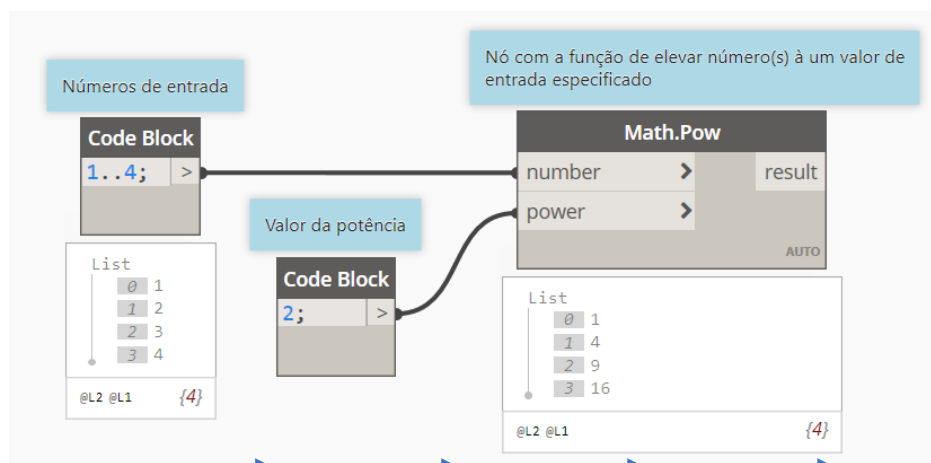 Números de entrada
Nó com a função de elevar número(s) à um valor de
entrada especificado
Code Block
1..4; >
List
0 1
1 2
2 3
3 4
@L2 @L1 {4}
Valor da potência
Code Block
2; >
Math.Pow
number > result
power >
AUTO
List
0 1
1 4
2 9
3 16
@L2 @L1 {4}